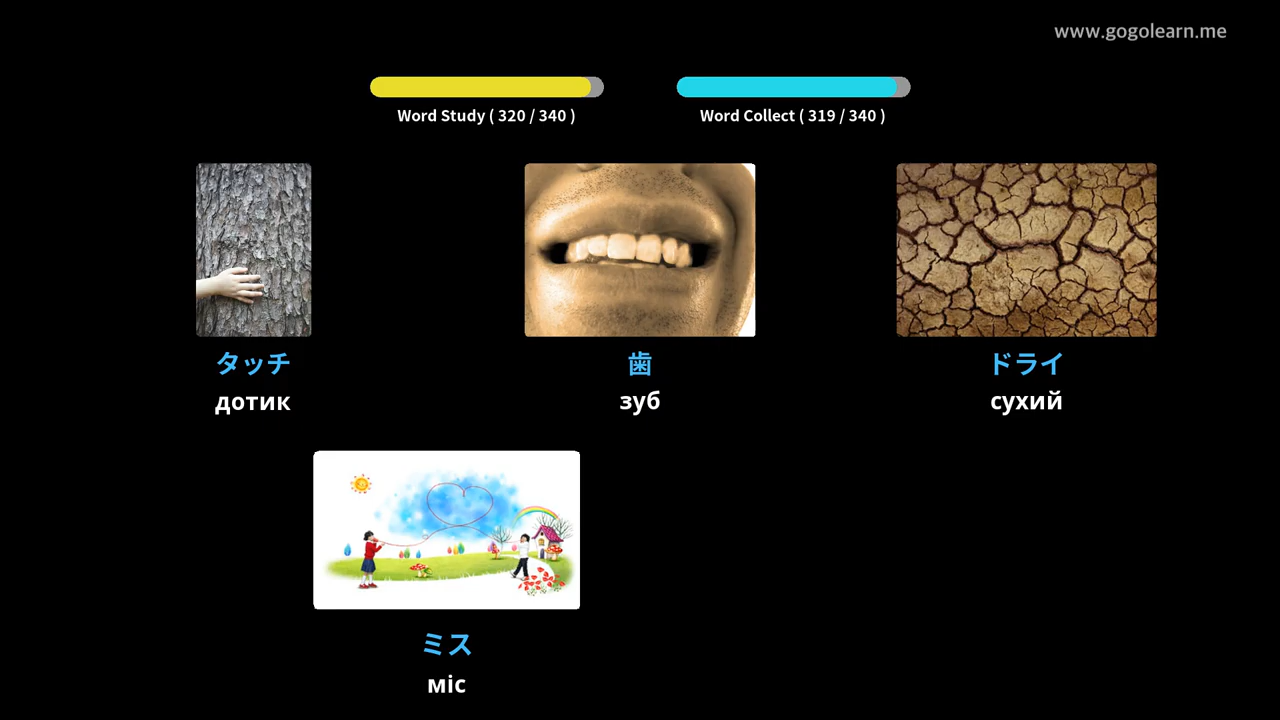 www.gogolearn.me
Word Study ( 320 / 340 )
Word Collect ( 319 / 340 )
タッチ
дотик
歯
зуб
ドライ
сухий
ミス
міс